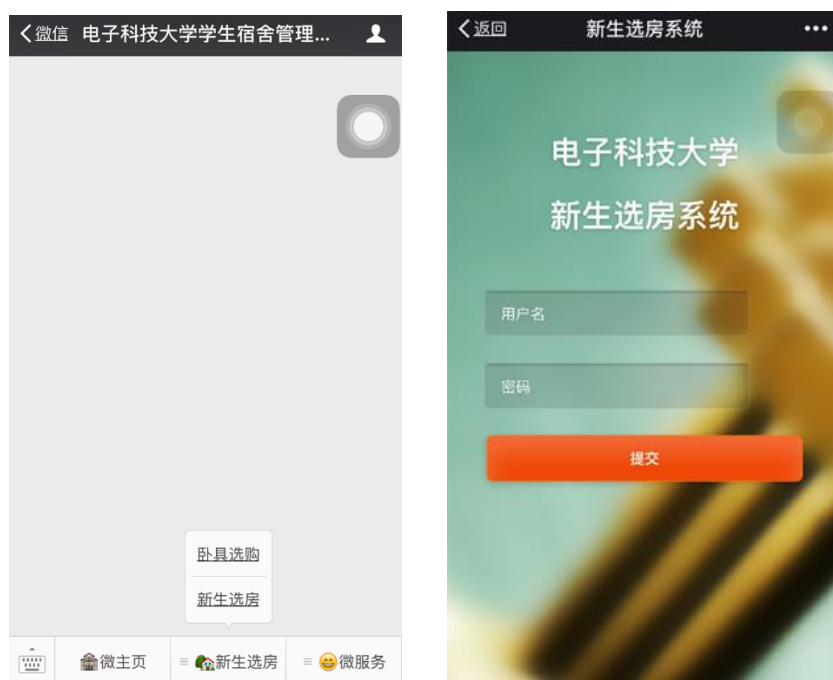 微信 电子科技大学学生宿舍管理...
卧具选购
新生选房
微主页 新生选房 微服务
返回 新生选房系统
电子科技大学
新生选房系统
用户名
密码
提交